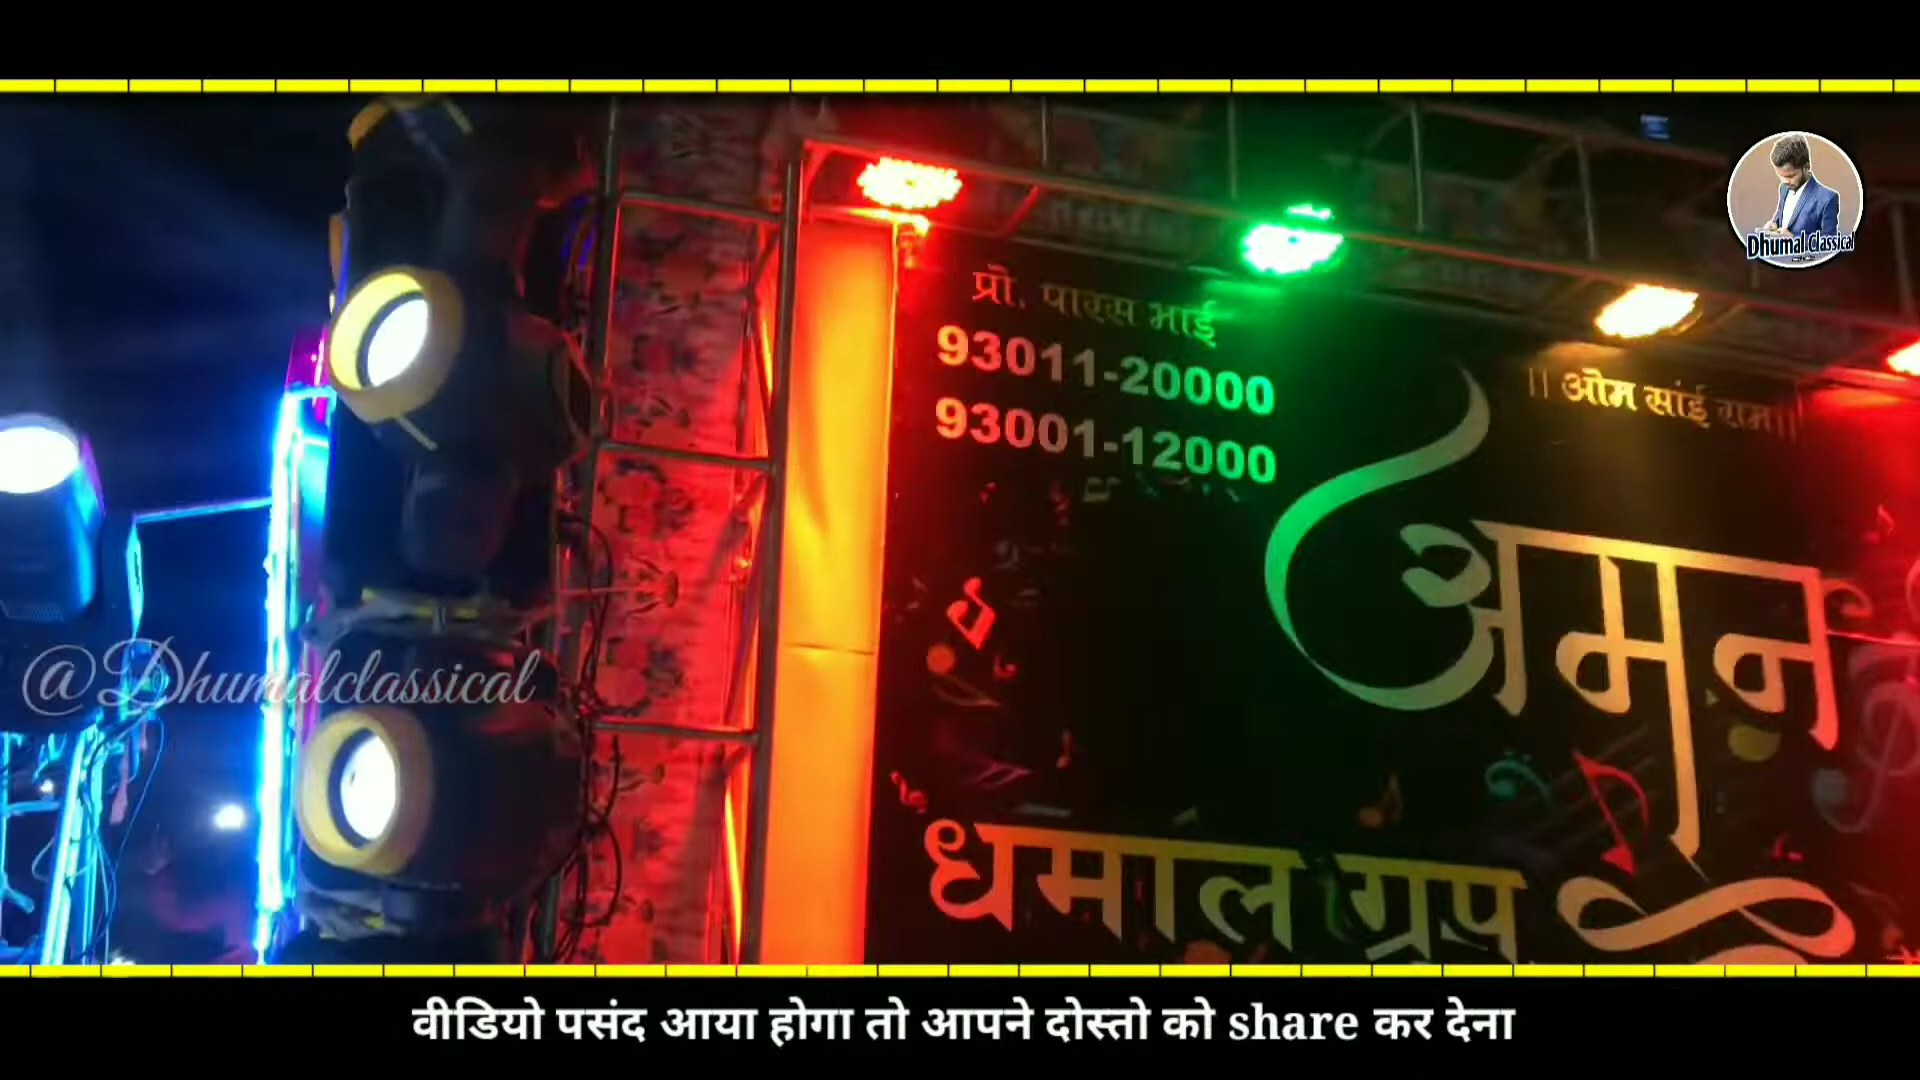 Dhumal Classical
प्रो. पारस भाई
93011-20000
93001-12000
।। ओम सांई राम।।
अमन
@Dhumalclassical
धमाल ग्रुप
वीडियो पसंद आया होगा तो आपने दोस्तो को share कर देना